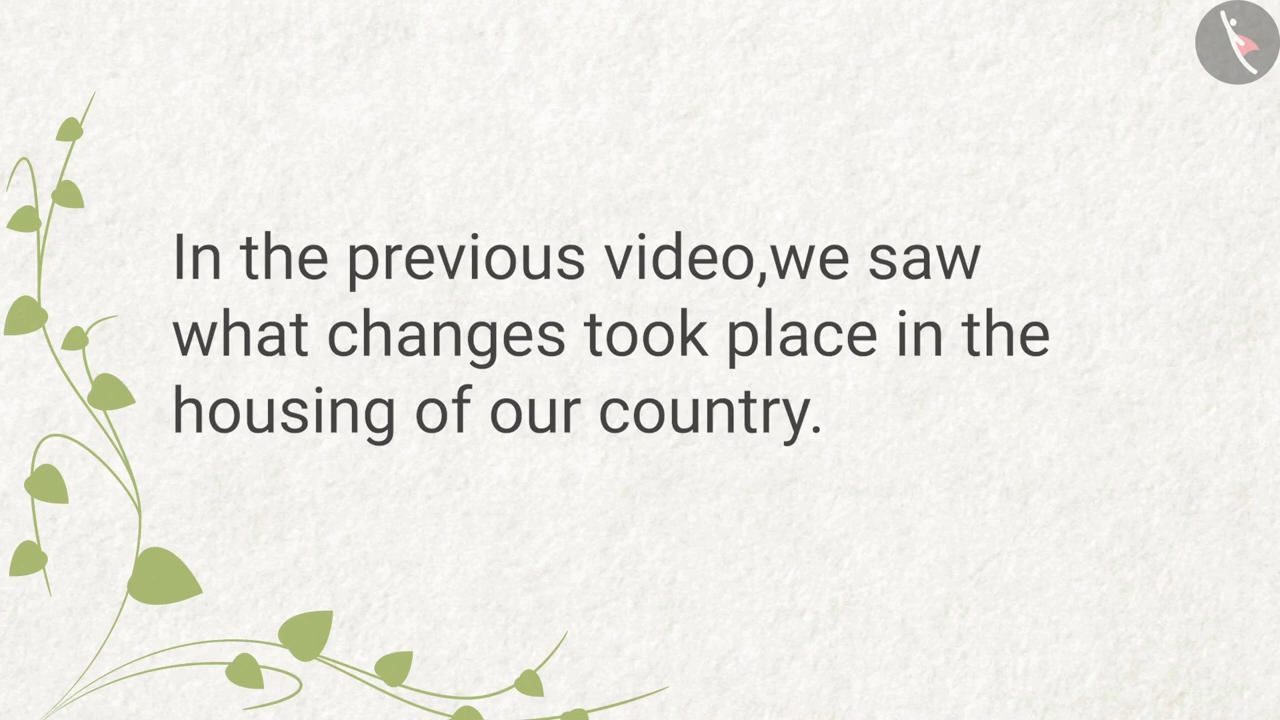 In the previous video,we saw
what changes took place in the
housing of our country.